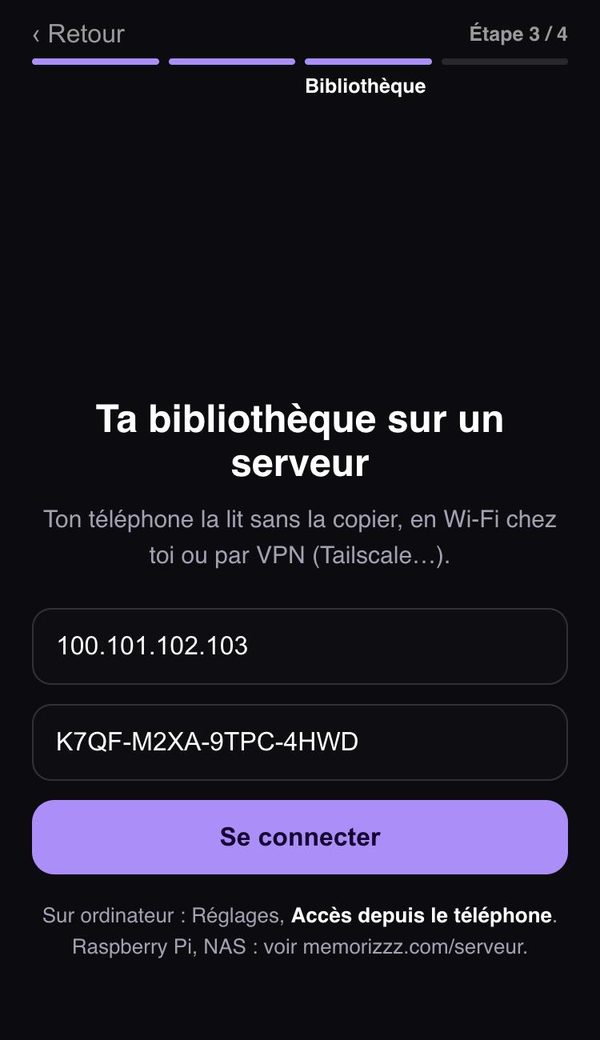 ‹ Retour
Étape 3 / 4
Bibliothèque
Ta bibliothèque sur un
serveur
Ton téléphone la lit sans la copier, en Wi-Fi chez
toi ou par VPN (Tailscale…).
100.101.102.103
K7QF-M2XA-9TPC-4HWD
Se connecter
Sur ordinateur : Réglages, Accès depuis le téléphone.
Raspberry Pi, NAS : voir memorizzz.com/serveur.